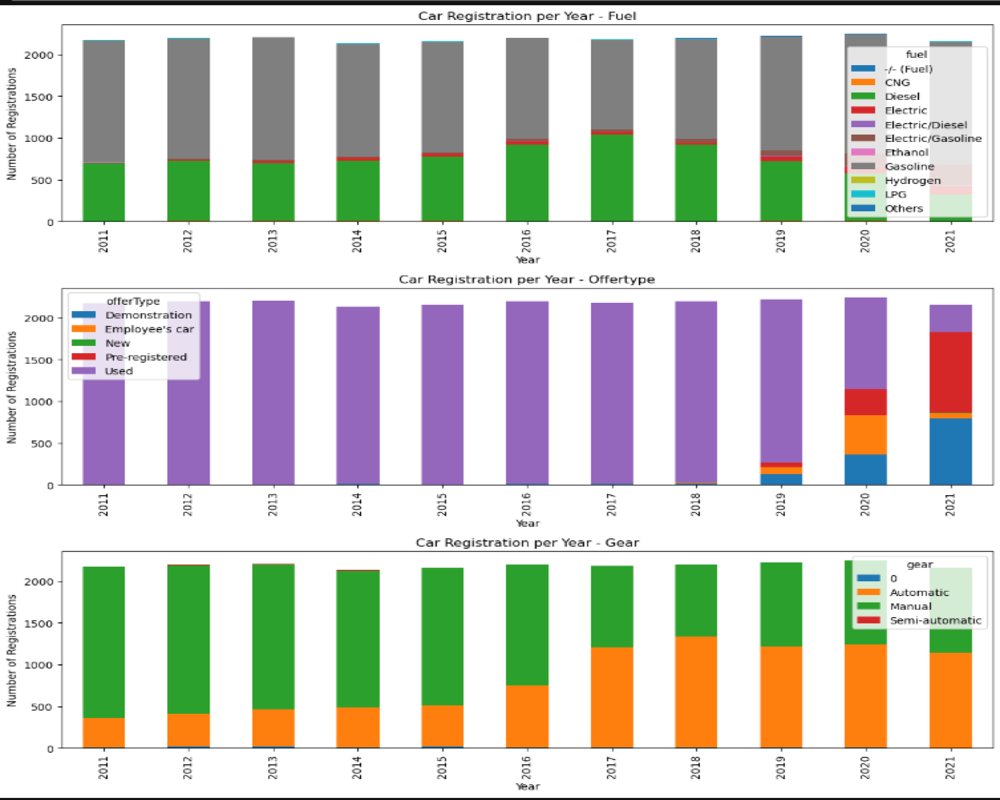 Car Registration per Year - Fuel
Number of Registrations
2000
1500
1000
500
0
fuel
-/- (Fuel)
CNG
Diesel
Electric
Electric/Diesel
Electric/Gasoline
Ethanol
Gasoline
Hydrogen
LPG
Others
2011 2012 2013 2014 2015 2016 2017 2018 2019 2020 2021
Year
Car Registration per Year - Offertype
Number of Registrations
2000
1500
1000
500
0
offerType
Demonstration
Employee's car
New
Pre-registered
Used
2011 2012 2013 2014 2015 2016 2017 2018 2019 2020 2021
Year
Car Registration per Year - Gear
Number of Registrations
2000
1500
1000
500
0
gear
0
Automatic
Manual
Semi-automatic
2011 2012 2013 2014 2015 2016 2017 2018 2019 2020 2021
Year